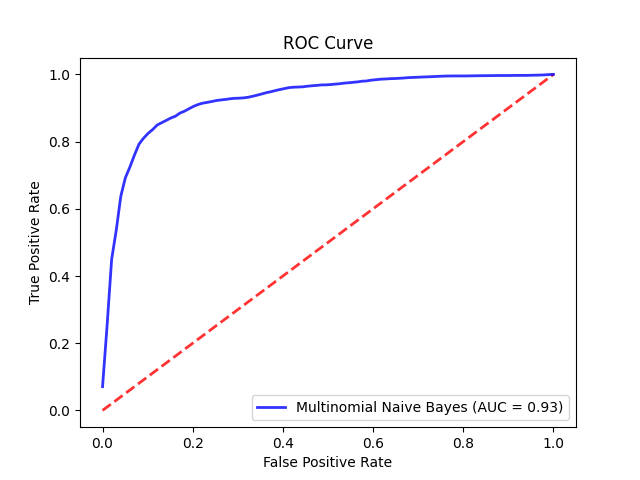 ROC Curve
True Positive Rate
1.0
0.8
0.6
0.4
0.2
0.0
Multinomial Naive Bayes (AUC = 0.93)
0.0 0.2 0.4 0.6 0.8 1.0
False Positive Rate